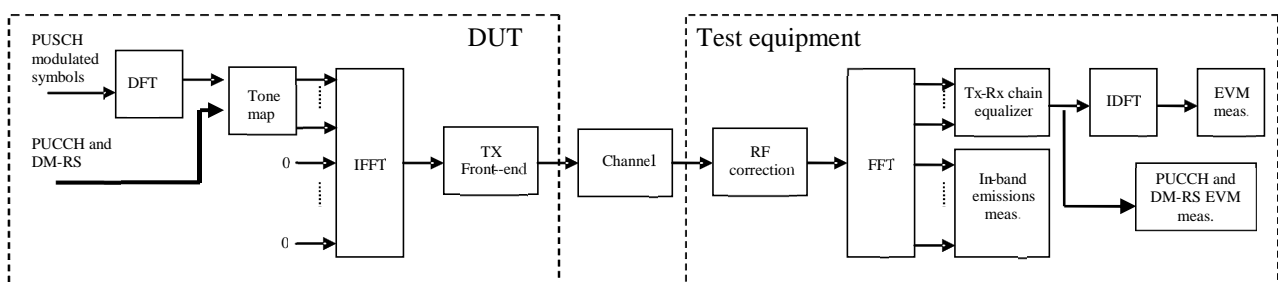 DUT
Test equipment
PUSCH
modulated
symbols
DFT
Tone
map
PUCCH and
DM-RS
0
0
IFFT
TX
Front-end
Channel
RF
correction
FFT
Tx-Rx chain
equalizer
IDFT
EVM
meas.
In-band
emissions
meas.
PUCCH and
DM-RS EVM
meas.